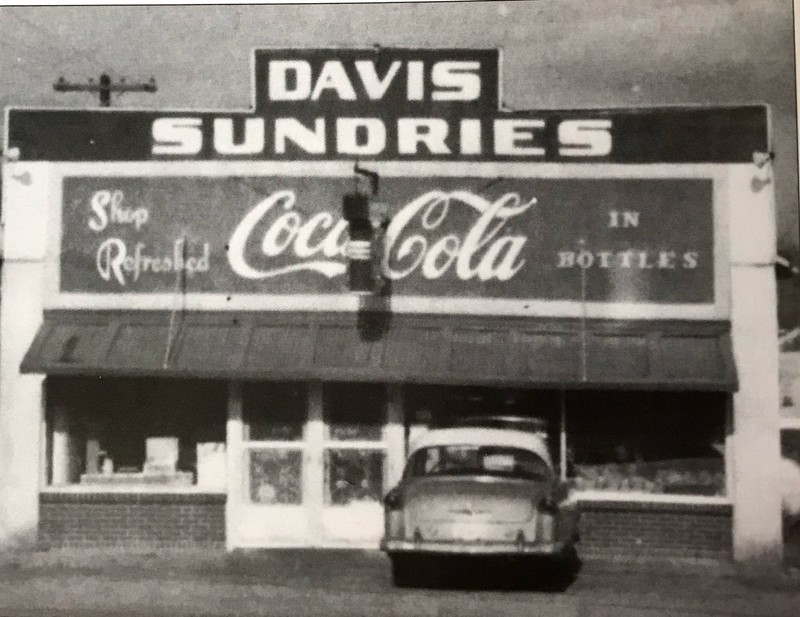 DAVIS
SUNDRIES
Shop
Refreshed
Coca-Cola
IN
BOTTLES